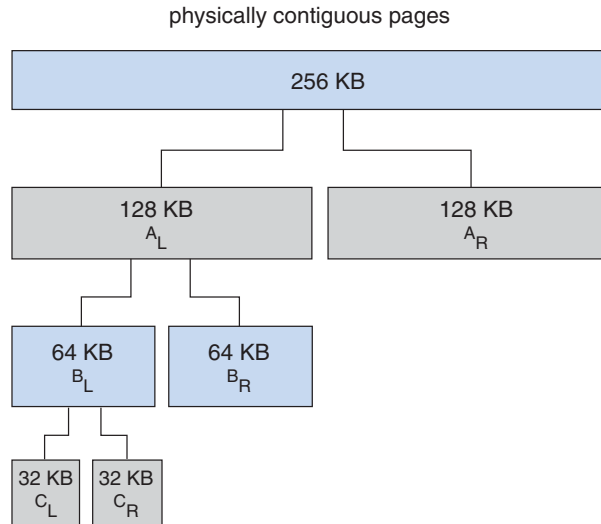 physically contiguous pages
256 KB
128 KB 128 KB
A_L A_R
64 KB 64 KB
B_L B_R
32 KB 32 KB
C_L C_R